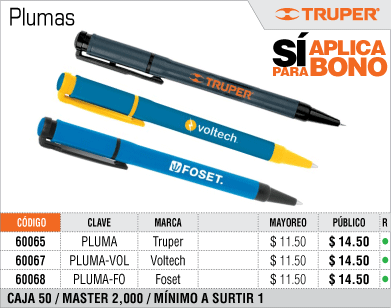 Plumas
TRUPER
SÍ APLICA
PARA BONO
TRUPER
voltech
FOSET.
CÓDIGO CLAVE MARCA MAYOREO PÚBLICO R
60065 PLUMA Truper $ 11.50 $ 14.50
60067 PLUMA-VOL Voltech $ 11.50 $ 14.50
60068 PLUMA-FO Foset $ 11.50 $ 14.50
CAJA 50 / MASTER 2,000 / MÍNIMO A SURTIR 1